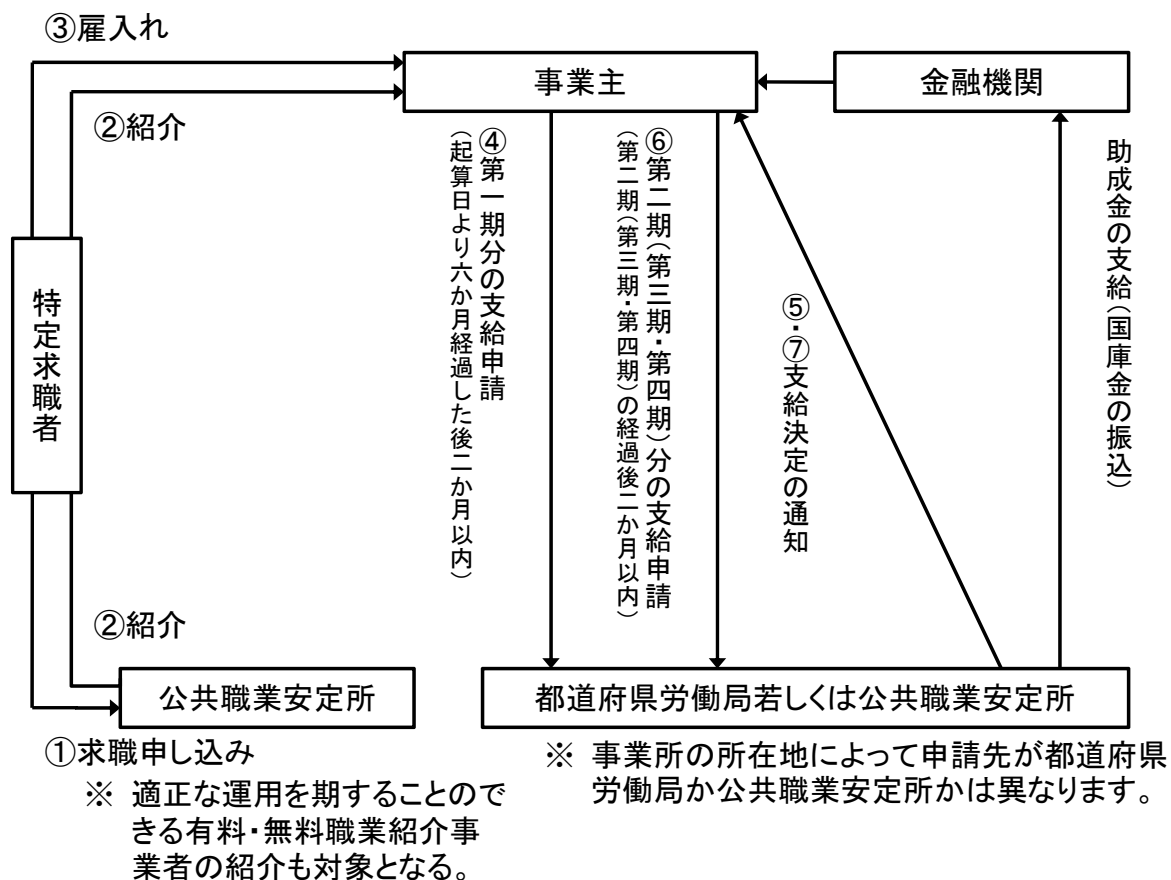 ③雇入れ
事業主
金融機関
②紹介
④第一期分の支給申請
(起算日より六か月経過した後二か月以内)
⑥第二期(第三期・第四期)分の支給申請
(第二期(第三期・第四期)の経過後二か月以内)
⑤・⑦支給決定の通知
助成金の支給(国庫金の振込)
特定求職者
②紹介
公共職業安定所
都道府県労働局若しくは公共職業安定所
①求職申し込み
※ 適正な運用を期することので
きる有料・無料職業紹介事
業者の紹介も対象となる。
※ 事業所の所在地によって申請先が都道府県
労働局か公共職業安定所かは異なります。